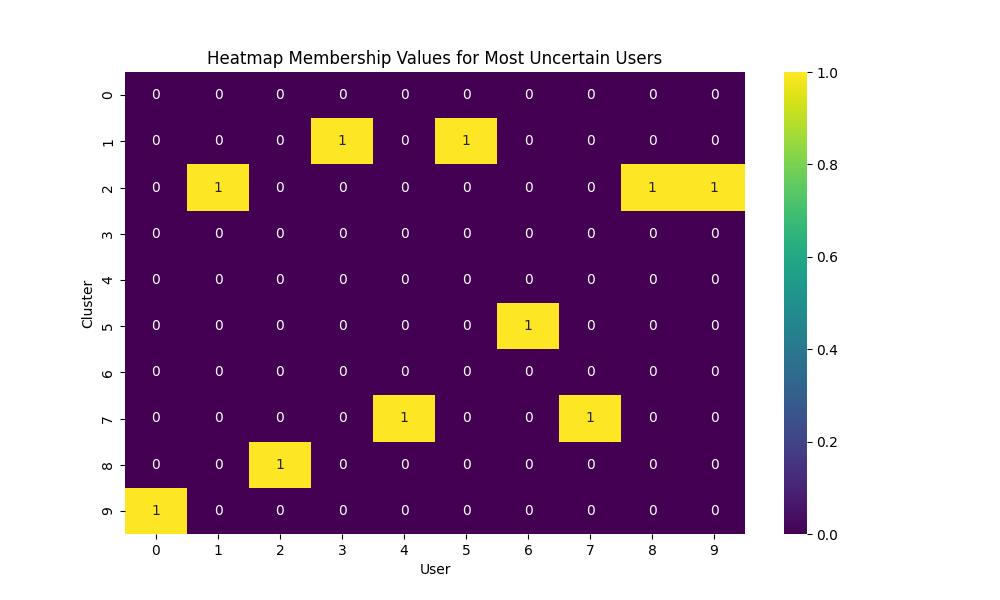 Heatmap Membership Values for Most Uncertain Users
0 0 0 0 0 0 0 0 0 0 0
1 0 0 0 1 0 1 0 0 0 0
2 0 1 0 0 0 0 0 0 1 1
3 0 0 0 0 0 0 0 0 0 0
4 0 0 0 0 0 0 0 0 0 0
5 0 0 0 0 0 0 1 0 0 0
6 0 0 0 0 0 0 0 0 0 0
7 0 0 0 0 1 0 0 1 0 0
8 0 0 1 0 0 0 0 0 0 0
9 1 0 0 0 0 0 0 0 0 0
0 1 2 3 4 5 6 7 8 9
User
Cluster
1.0
0.8
0.6
0.4
0.2
0.0